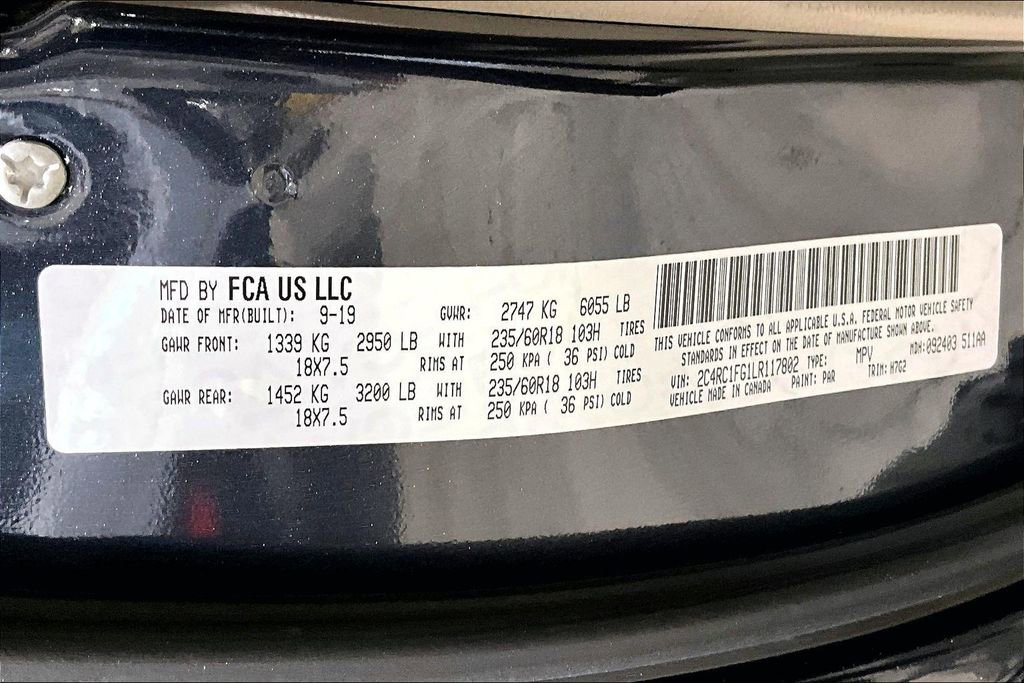 MFD BY FCA US LLC
DATE OF MFR(BUILT): 9-19 GVWR: 2747 KG 6055 LB
GAWR FRONT: 1339 KG 2950 LB WITH 235/60R18 103H TIRES
18X7.5 RIMS AT 250 KPA ( 36 PSI) COLD
GAWR REAR: 1452 KG 3200 LB WITH 235/60R18 103H TIRES
18X7.5 RIMS AT 250 KPA ( 36 PSI) COLD
THIS VEHICLE CONFORMS TO ALL APPLICABLE U.S.A. FEDERAL MOTOR VEHICLE SAFETY
STANDARDS IN EFFECT ON THE DATE OF MANUFACTURE SHOWN ABOVE.
VIN: 2C4RC1FG1LR117802 TYPE: MPV MDH:092403 511AA
VEHICLE MADE IN CANADA PAINT: PAR TRIM: H7G2